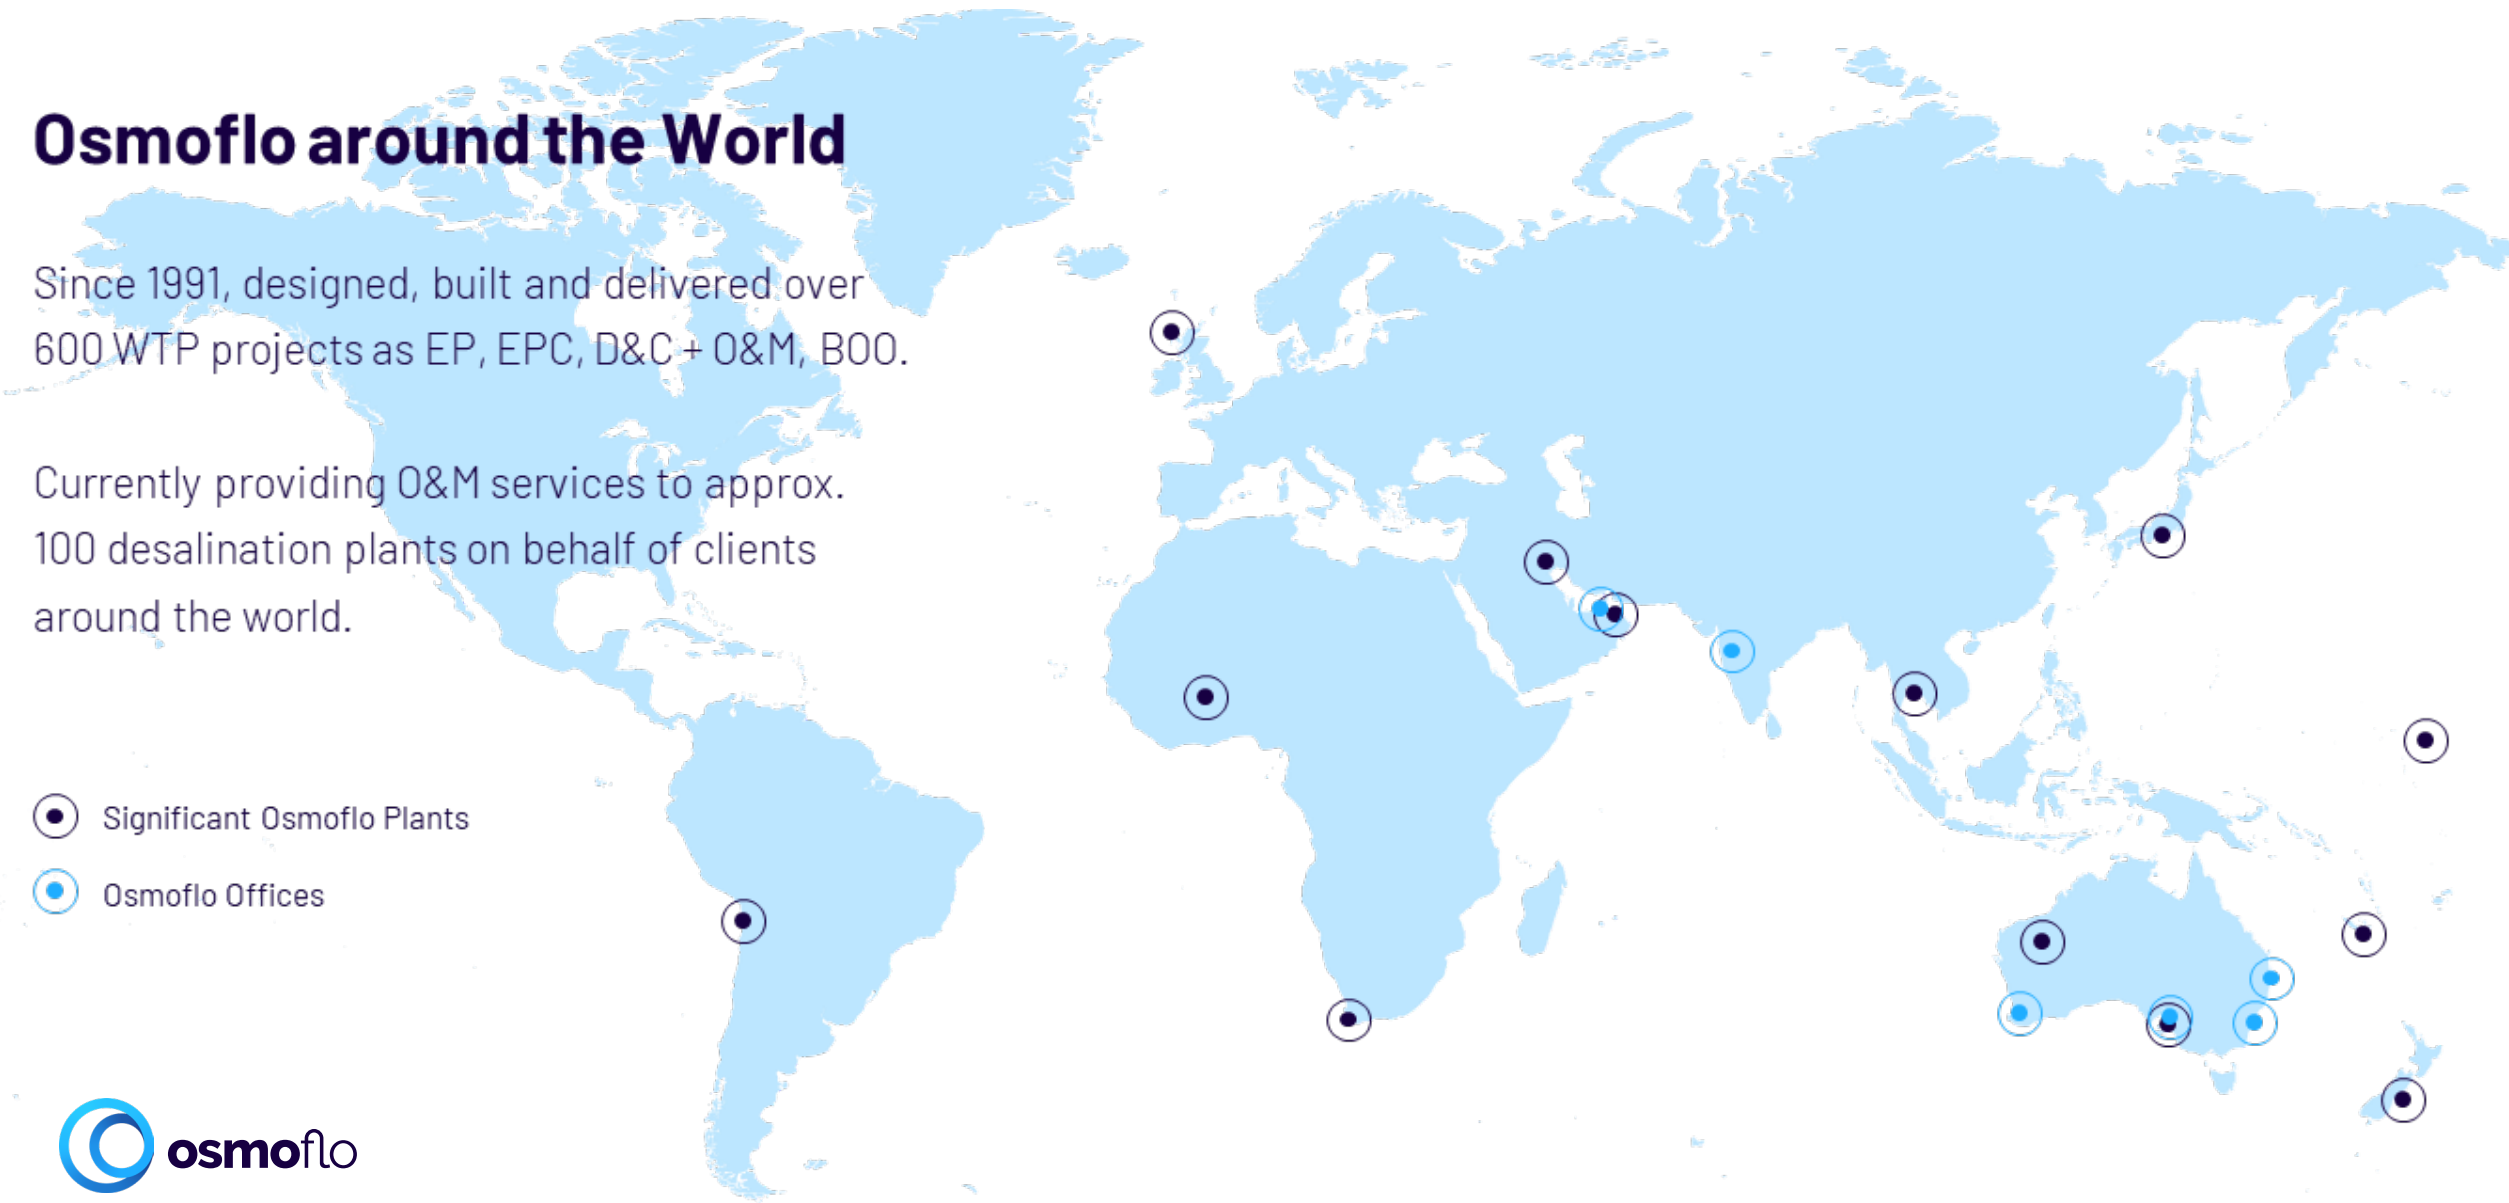 Osmoflo around the World
Since 1991, designed, built and delivered over
600 WTP projects as EP, EPC, D&C + O&M, BOO.
Currently providing O&M services to approx.
100 desalination plants on behalf of clients
around the world.
Significant Osmoflo Plants
Osmoflo Offices
osmoflo